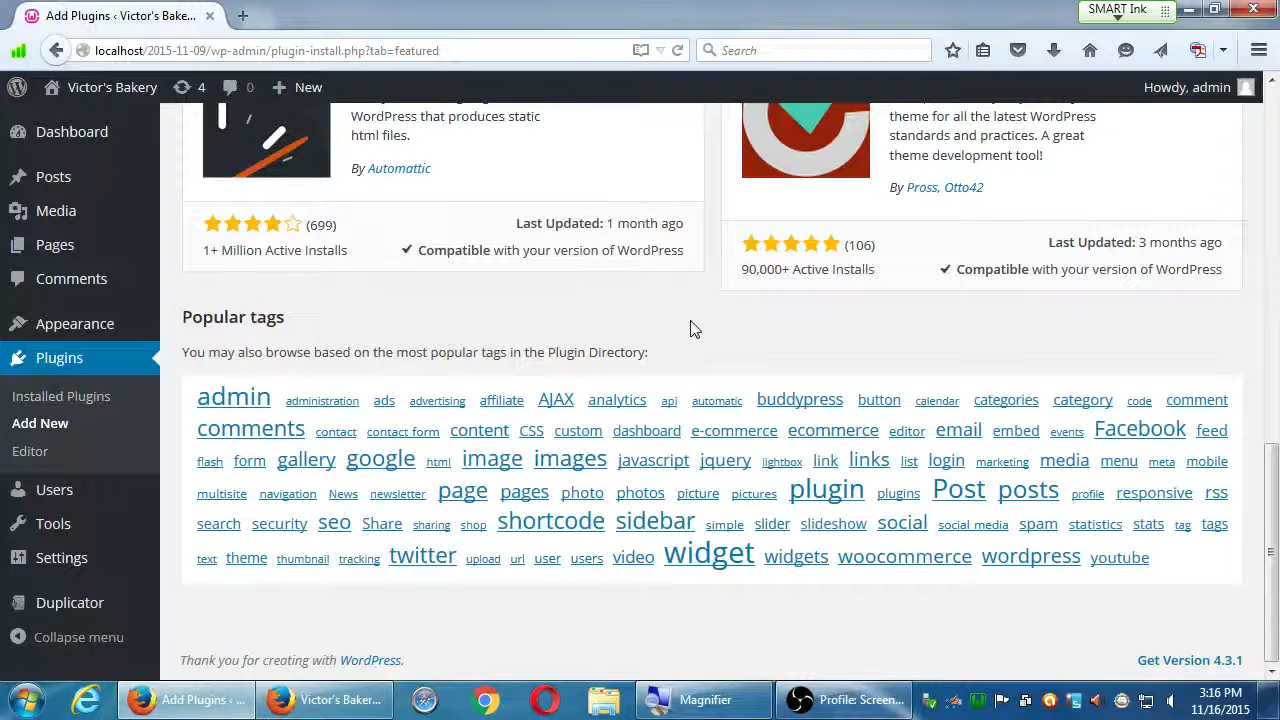 Add Plugins ‹ Victor's Bake...
SMART Ink
localhost/2015-11-09/wp-admin/plugin-install.php?tab=featured
Search
Victor's Bakery 4 0 New Howdy, admin
Dashboard
Posts
Media
Pages
Comments
Appearance
Plugins
Installed Plugins
Add New
Editor
Users
Tools
Settings
Duplicator
Collapse menu
WordPress that produces static
html files.
By Automattic
(699)
Last Updated: 1 month ago
1+ Million Active Installs
Compatible with your version of WordPress
theme for all the latest WordPress
standards and practices. A great
theme development tool!
By Pross, Otto42
(106)
Last Updated: 3 months ago
90,000+ Active Installs
Compatible with your version of WordPress
Popular tags
You may also browse based on the most popular tags in the Plugin Directory:
admin administration ads advertising affiliate AJAX analytics api automatic buddypress button calendar categories category code comment
comments contact contact form content CSS custom dashboard e-commerce ecommerce editor email embed events Facebook feed
flash form gallery google html image images javascript jquery lightbox link links list login marketing media menu meta mobile
multisite navigation News newsletter page pages photo photos picture pictures plugin plugins Post posts profile responsive rss
search security seo Share sharing shop shortcode sidebar simple slider slideshow social social media spam statistics stats tag tags
text theme thumbnail tracking twitter upload url user users video widget widgets woocommerce wordpress youtube
Thank you for creating with WordPress.
Get Version 4.3.1
Add Plugins ‹ ...
Victor's Bakery...
Magnifier
Profile: Screen...
3:16 PM
11/16/2015